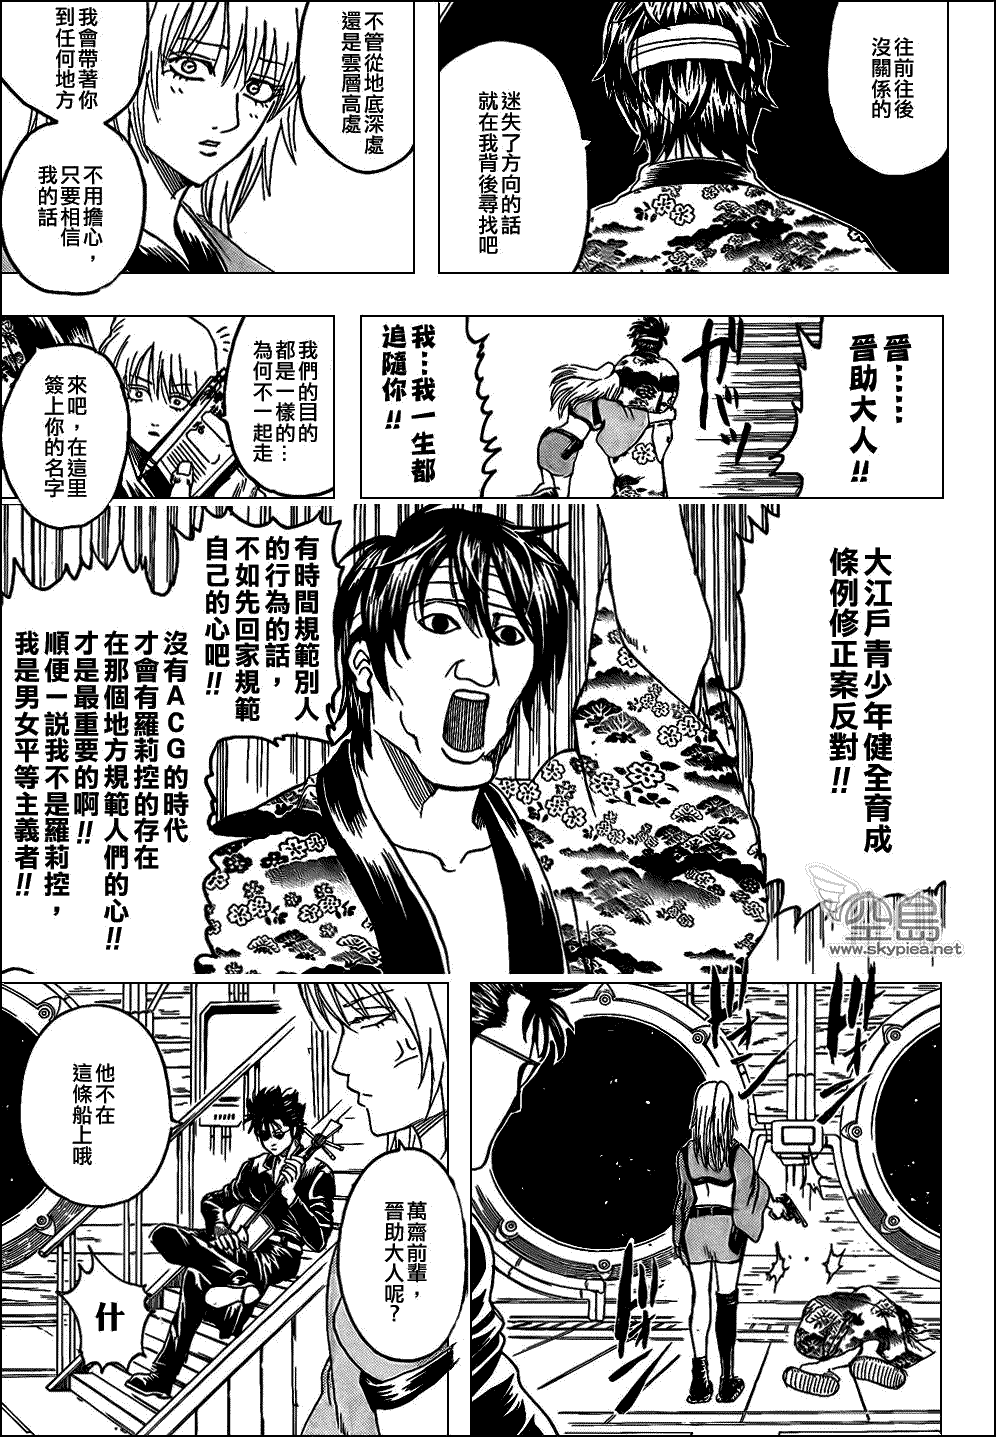 往前往後
沒關係的
迷失了方向的話
就在我背後尋找吧
不管從地底深處
還是雲層高處
我會帶著你
到任何地方
不用擔心，
只要相信
我的話
晉……
晉助大人!!
ガッ
我…我一生都
追隨你!!
我們的目的
都是一樣的…
為何不一起走
來吧，在這里
簽上你的名字
大江戶青少年健全育成
條例修正案反對!!
有時間規範別人
的行為的話，
不如先回家規範
自己的心吧!!
沒有ACG的時代
才會有羅莉控的存在
在那個地方規範人們的心!!
才是最重要的啊!!
順便一説我不是羅莉控，
我是男女平等主義者!!
空島
www.skypiea.net
萬齋前輩，
晉助大人呢？
他不在
這條船上哦
什